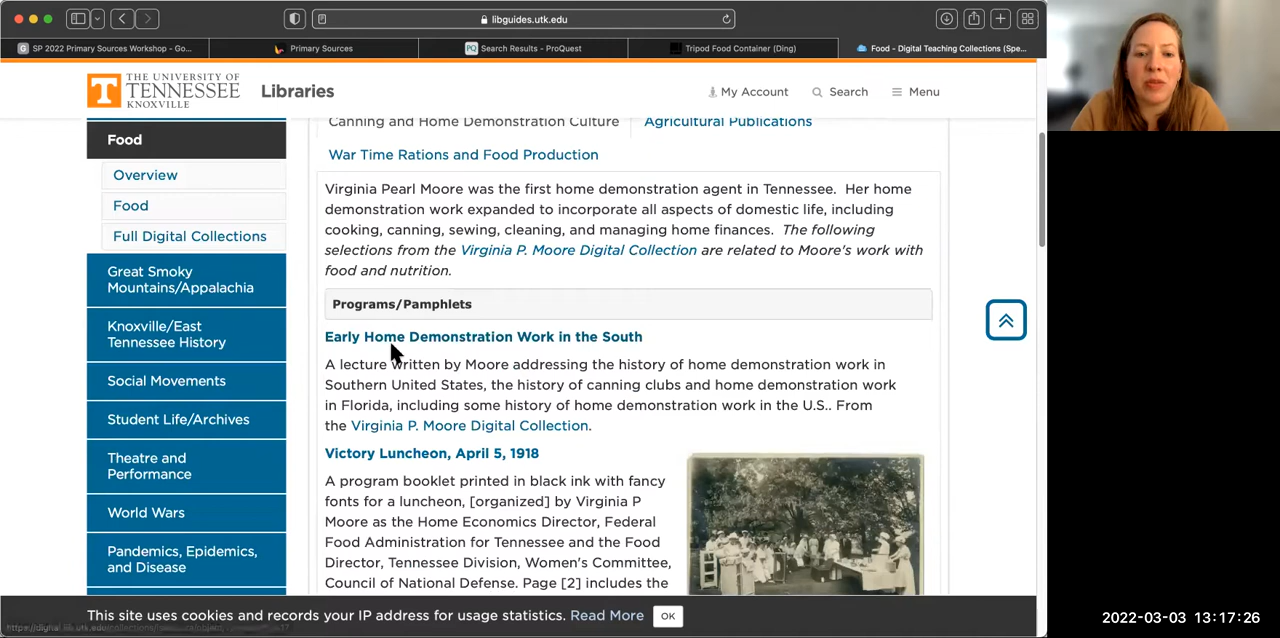 libguides.utk.edu
SP 2022 Primary Sources Workshop - Go...
Primary Sources
Search Results - ProQuest
Tripod Food Container (Ding)
Food - Digital Teaching Collections (Spe...
THE UNIVERSITY OF
TENNESSEE
KNOXVILLE
Libraries
My Account
Search
Menu
Food
Overview
Food
Full Digital Collections
Great Smoky
Mountains/Appalachia
Knoxville/East
Tennessee History
Social Movements
Student Life/Archives
Theatre and
Performance
World Wars
Pandemics, Epidemics,
and Disease
Canning and Home Demonstration Culture
Agricultural Publications
War Time Rations and Food Production
Virginia Pearl Moore was the first home demonstration agent in Tennessee. Her home
demonstration work expanded to incorporate all aspects of domestic life, including
cooking, canning, sewing, cleaning, and managing home finances. The following
selections from the Virginia P. Moore Digital Collection are related to Moore's work with
food and nutrition.
Programs/Pamphlets
Early Home Demonstration Work in the South
A lecture written by Moore addressing the history of home demonstration work in
Southern United States, the history of canning clubs and home demonstration work
in Florida, including some history of home demonstration work in the U.S.. From
the Virginia P. Moore Digital Collection.
Victory Luncheon, April 5, 1918
A program booklet printed in black ink with fancy
fonts for a luncheon, [organized] by Virginia P
Moore as the Home Economics Director, Federal
Food Administration for Tennessee and the Food
Director, Tennessee Division, Women's Committee,
Council of National Defense. Page [2] includes the
This site uses cookies and records your IP address for usage statistics. Read More OK
2022-03-03 13:17:26